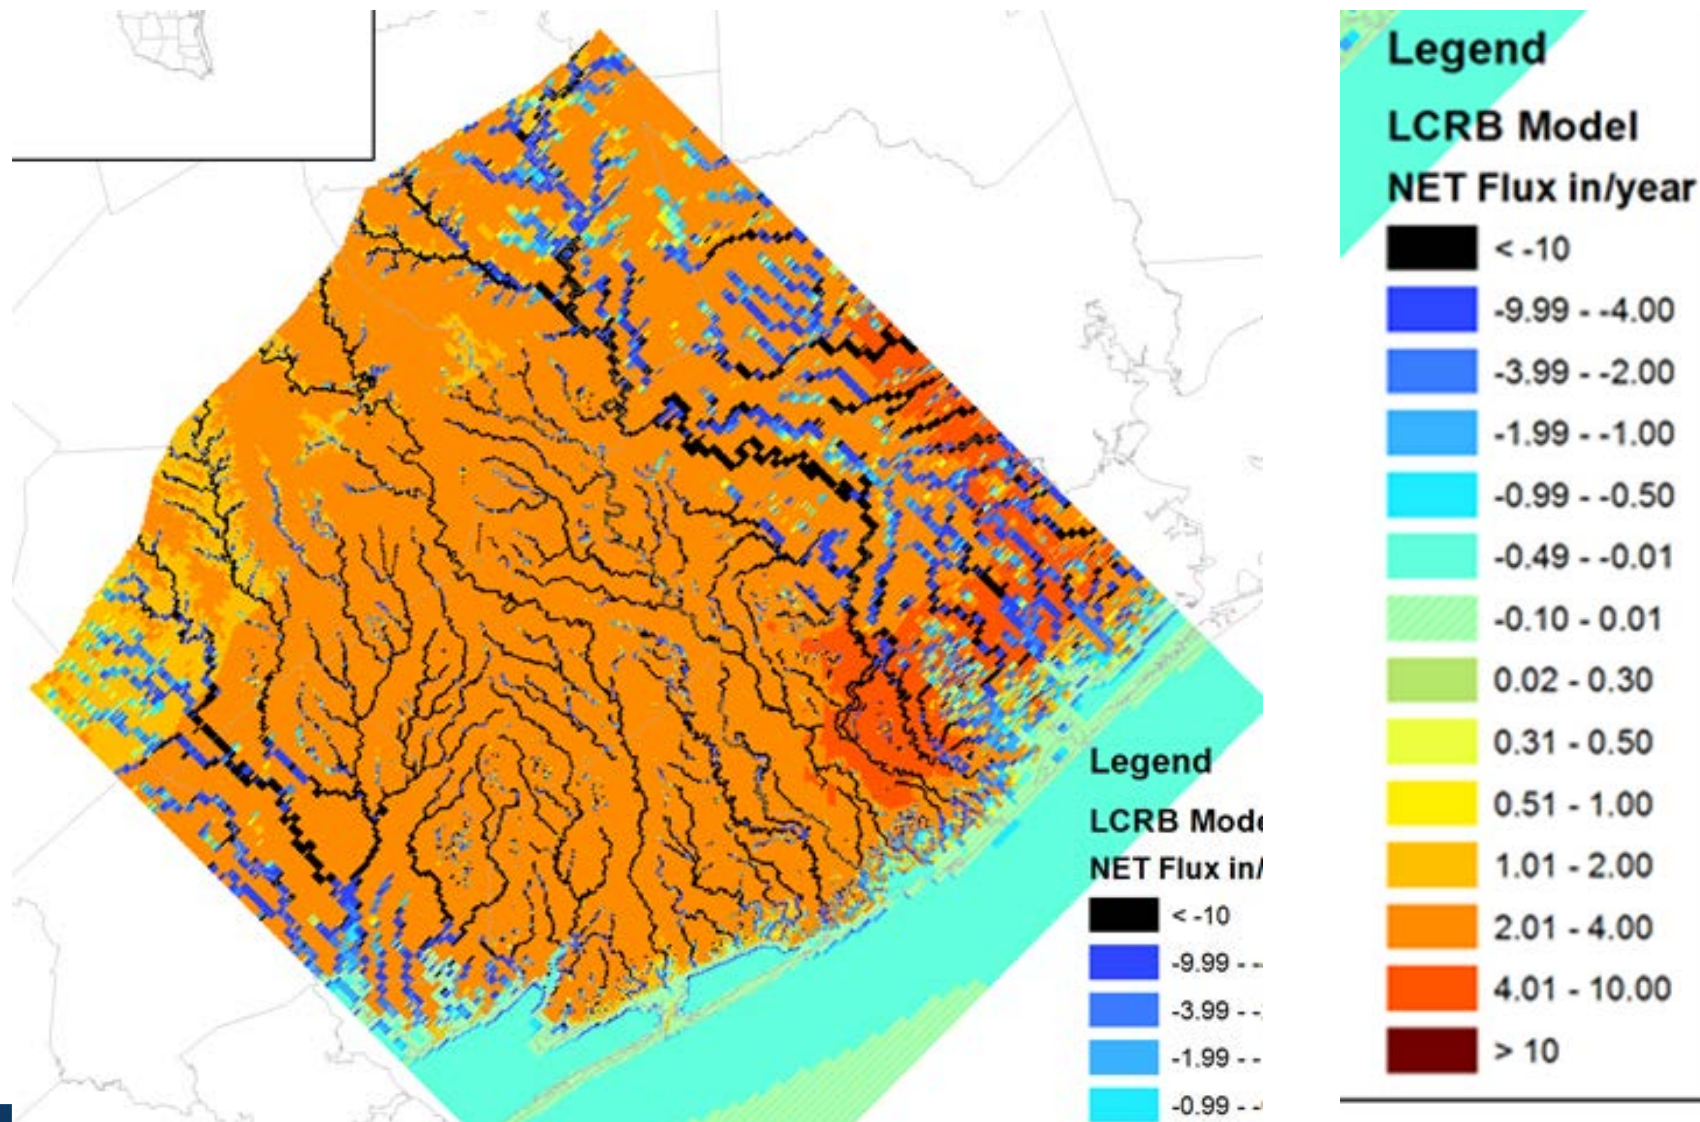 Legend
LCRB Mode
NET Flux in/
< -10
-9.99 - -
-3.99 - -
-1.99 - -
-0.99 - -
Legend
LCRB Model
NET Flux in/year
< -10
-9.99 - -4.00
-3.99 - -2.00
-1.99 - -1.00
-0.99 - -0.50
-0.49 - -0.01
-0.10 - 0.01
0.02 - 0.30
0.31 - 0.50
0.51 - 1.00
1.01 - 2.00
2.01 - 4.00
4.01 - 10.00
> 10